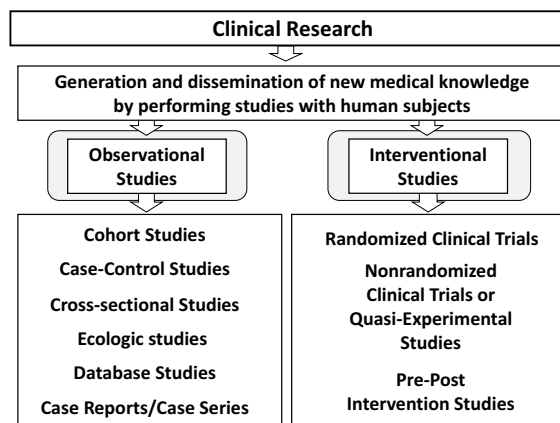 Clinical Research
Generation and dissemination of new medical knowledge
by performing studies with human subjects
Observational
Studies
Interventional
Studies
Cohort Studies
Case-Control Studies
Cross-sectional Studies
Ecologic studies
Database Studies
Case Reports/Case Series
Randomized Clinical Trials
Nonrandomized
Clinical Trials or
Quasi-Experimental
Studies
Pre-Post
Intervention Studies